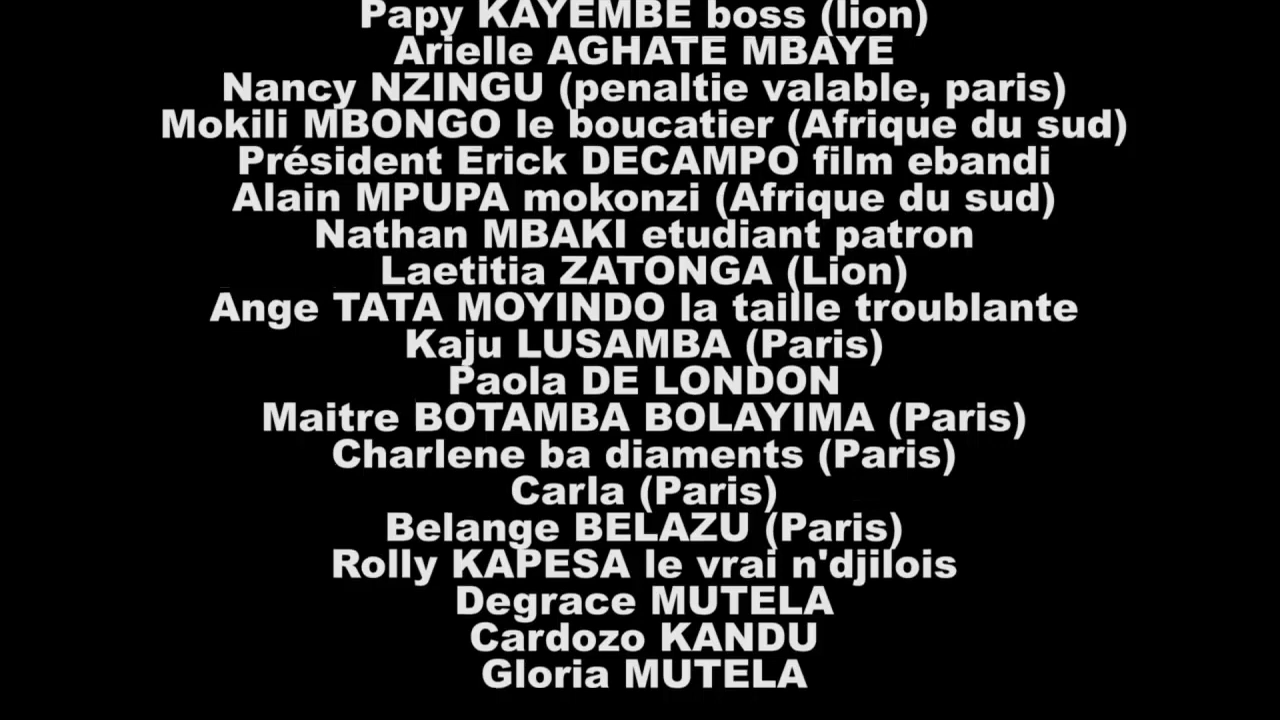 Papy KAYEMBE boss (lion)
Arielle AGHATE MBAYE
Nancy NZINGU (penaltie valable, paris)
Mokili MBONGO le boucatier (Afrique du sud)
Président Erick DECAMPO film ebandi
Alain MPUPA mokonzi (Afrique du sud)
Nathan MBAKI etudiant patron
Laetitia ZATONGA (Lion)
Ange TATA MOYINDO la taille troublante
Kaju LUSAMBA (Paris)
Paola DE LONDON
Maitre BOTAMBA BOLAYIMA (Paris)
Charlene ba diaments (Paris)
Carla (Paris)
Belange BELAZU (Paris)
Rolly KAPESA le vrai n'djilois
Degrace MUTELA
Cardozo KANDU
Gloria MUTELA